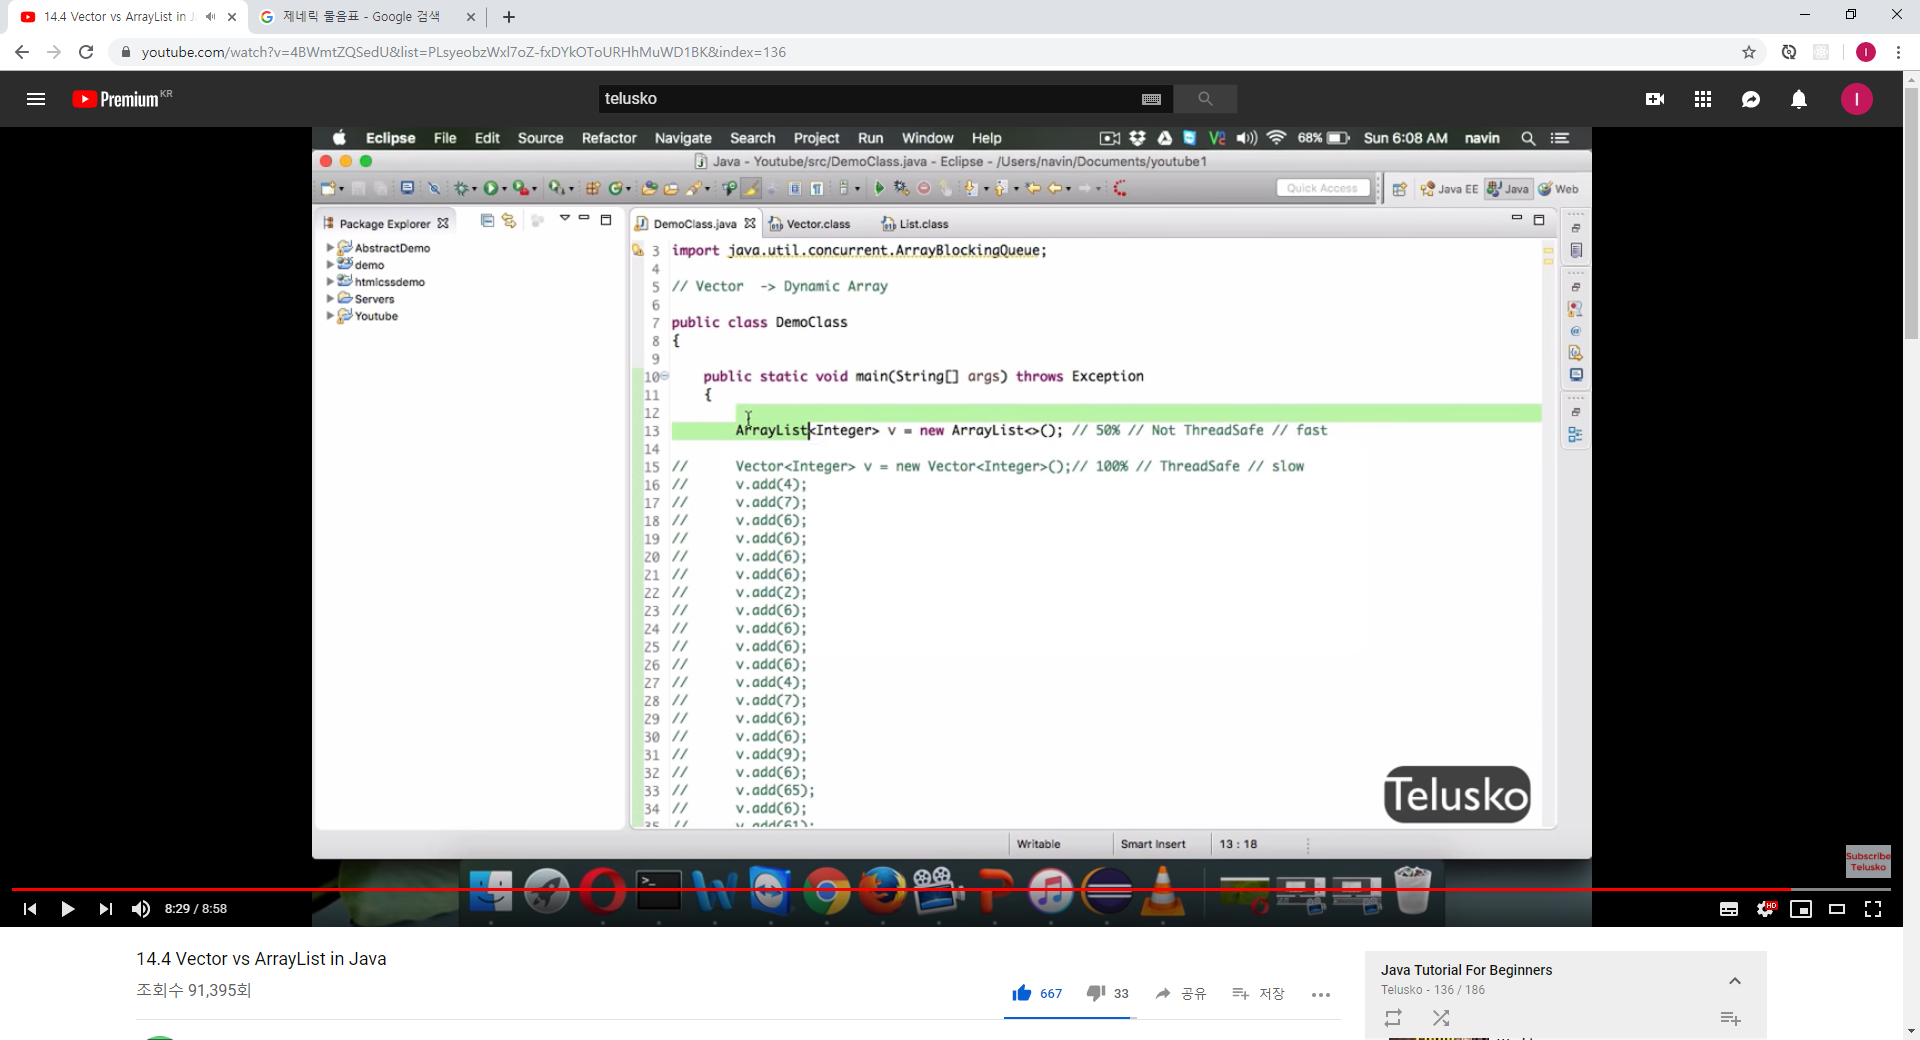 14.4 Vector vs ArrayList in J
제네릭 물음표 - Google 검색
youtube.com/watch?v=4BWmtZQSedU&list=PLsyeobzWxl7oZ-fxDYkOToURHhMuWD1BK&index=136
I
Premium KR
telusko
I
Eclipse File Edit Source Refactor Navigate Search Project Run Window Help
68% Sun 6:08 AM navin
Java - Youtube/src/DemoClass.java - Eclipse - /Users/navin/Documents/youtube1
Quick Access
Java EE Java Web
Package Explorer
AbstractDemo
demo
htmlcssdemo
Servers
Youtube
DemoClass.java Vector.class List.class
3 import java.util.concurrent.ArrayBlockingQueue;
4
5 // Vector -> Dynamic Array
6
7 public class DemoClass
8 {
9
10 public static void main(String[] args) throws Exception
11 {
12
13 ArrayList<Integer> v = new ArrayList<>(); // 50% // Not ThreadSafe // fast
14
15 // Vector<Integer> v = new Vector<Integer>();// 100% // ThreadSafe // slow
16 // v.add(4);
17 // v.add(7);
18 // v.add(6);
19 // v.add(6);
20 // v.add(6);
21 // v.add(6);
22 // v.add(2);
23 // v.add(6);
24 // v.add(6);
25 // v.add(6);
26 // v.add(6);
27 // v.add(4);
28 // v.add(7);
29 // v.add(6);
30 // v.add(6);
31 // v.add(9);
32 // v.add(6);
33 // v.add(65);
34 // v.add(6);
35 // v.add(61);
Telusko
Writable Smart Insert 13 : 18
Subscribe
Telusko
8:29 / 8:58
HD
14.4 Vector vs ArrayList in Java
조회수 91,395회
667 33 공유 저장
Java Tutorial For Beginners
Telusko - 136 / 186